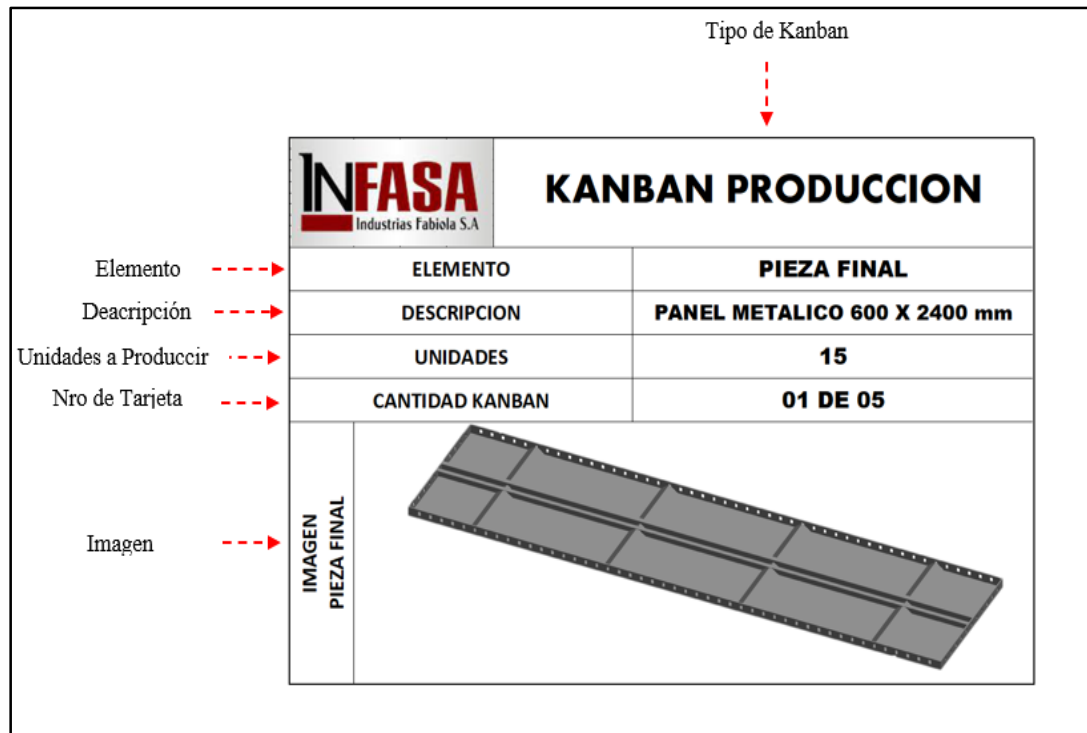 Tipo de Kanban
INFASA
Industrias Fabiola S.A
KANBAN PRODUCCION
Elemento
ELEMENTO
PIEZA FINAL
Deacripción
DESCRIPCION
PANEL METALICO 600 X 2400 mm
Unidades a Produccir
UNIDADES
15
Nro de Tarjeta
CANTIDAD KANBAN
01 DE 05
Imagen
IMAGEN
PIEZA FINAL